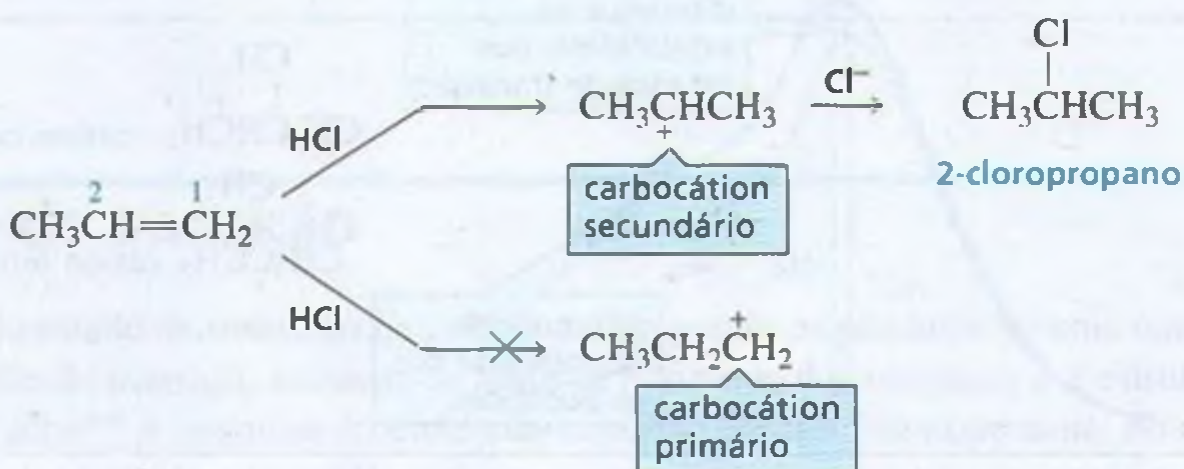 Cl
HCl
CH₃CHCH₃
+
Cl⁻
CH₃CHCH₃
carbocátion
secundário
2-cloropropano
2 1
CH₃CH=CH₂
HCl
+
CH₃CH₂CH₂
carbocátion
primário